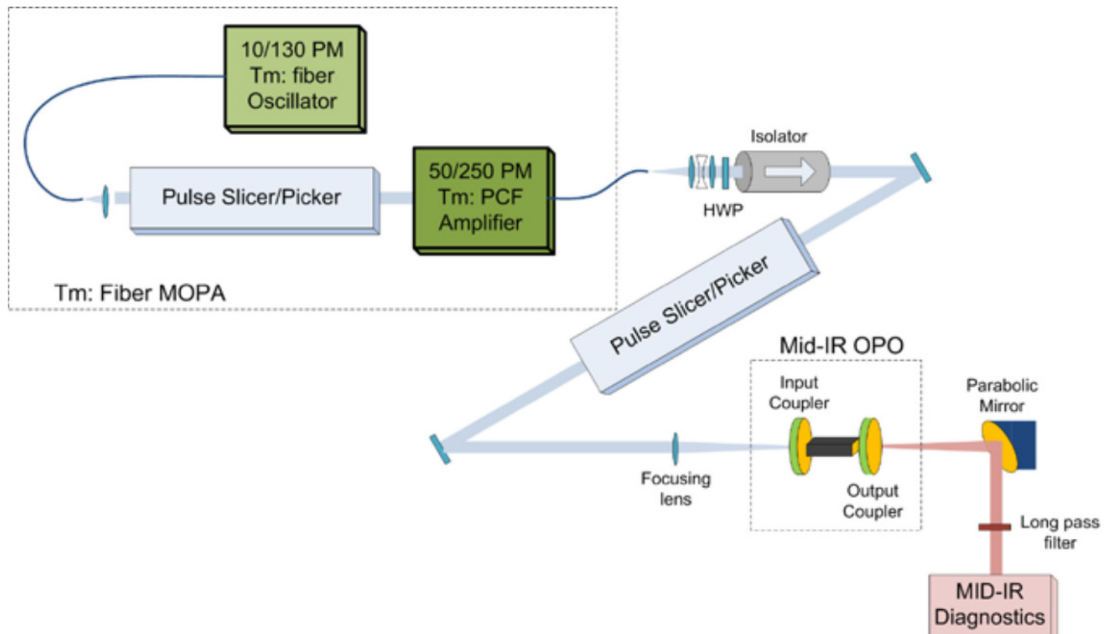 10/130 PM
Tm: fiber
Oscillator
Pulse Slicer/Picker
50/250 PM
Tm: PCF
Amplifier
Tm: Fiber MOPA
Isolator
HWP
Pulse Slicer/Picker
Mid-IR OPO
Input
Coupler
Output
Coupler
Focusing
lens
Parabolic
Mirror
Long pass
filter
MID-IR
Diagnostics